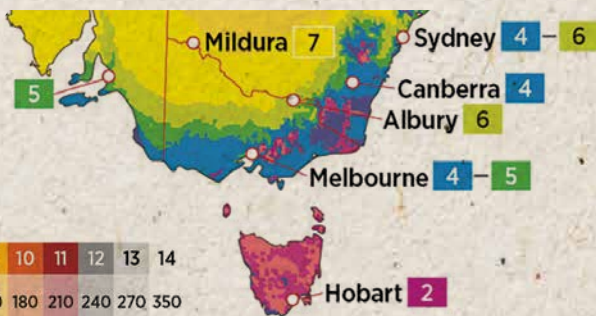 Mildura 7
Sydney 4 – 6
5
Canberra 4
Albury 6
Melbourne 4 – 5
10 11 12 13 14
180 210 240 270 350
Hobart 2